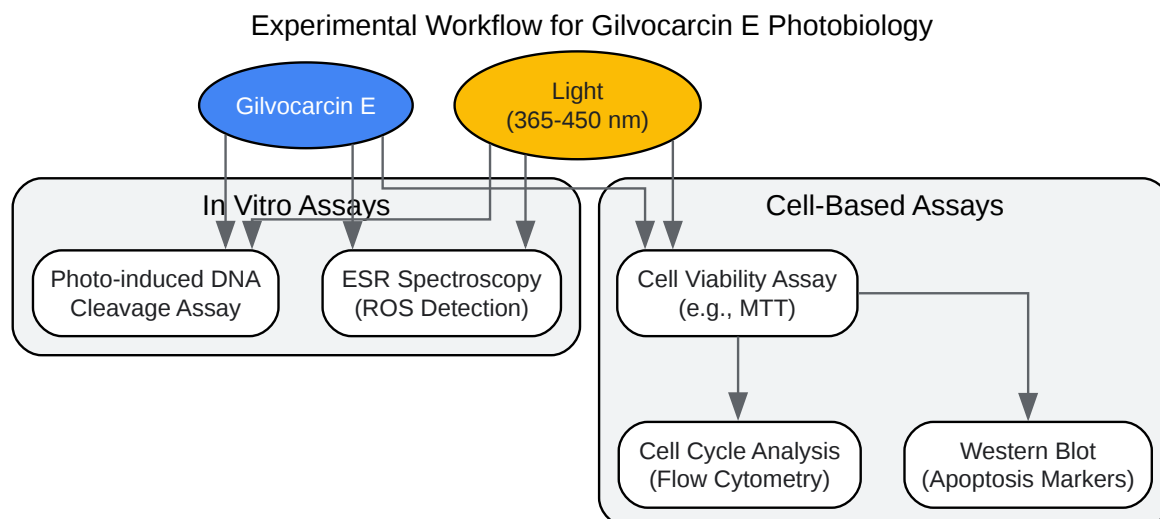 Experimental Workflow for Gilvocarcin E Photobiology
Gilvocarcin E
Light
(365-450 nm)
In Vitro Assays
Photo-induced DNA
Cleavage Assay
ESR Spectroscopy
(ROS Detection)
Cell-Based Assays
Cell Viability Assay
(e.g., MTT)
Cell Cycle Analysis
(Flow Cytometry)
Western Blot
(Apoptosis Markers)